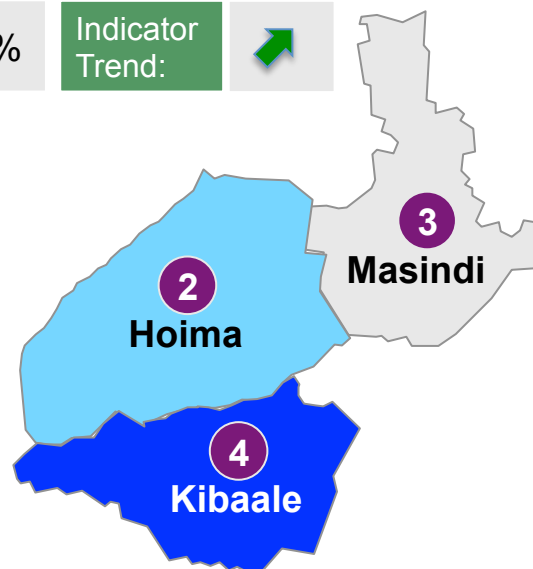 %
Indicator
Trend:
3
Masindi
2
Hoima
4
Kibaale